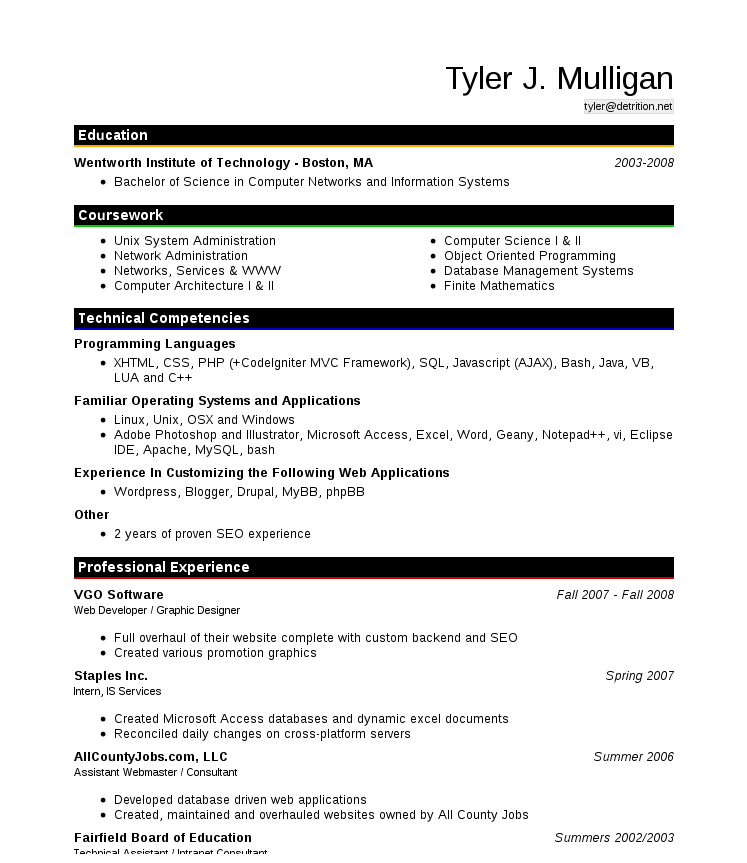 Tyler J. Mulligan
tyler@detrition.net
Education
Wentworth Institute of Technology - Boston, MA 2003-2008
Bachelor of Science in Computer Networks and Information Systems
Coursework
Unix System Administration
Network Administration
Networks, Services & WWW
Computer Architecture I & II
Computer Science I & II
Object Oriented Programming
Database Management Systems
Finite Mathematics
Technical Competencies
Programming Languages
XHTML, CSS, PHP (+CodeIgniter MVC Framework), SQL, Javascript (AJAX), Bash, Java, VB,
LUA and C++
Familiar Operating Systems and Applications
Linux, Unix, OSX and Windows
Adobe Photoshop and Illustrator, Microsoft Access, Excel, Word, Geany, Notepad++, vi, Eclipse
IDE, Apache, MySQL, bash
Experience In Customizing the Following Web Applications
Wordpress, Blogger, Drupal, MyBB, phpBB
Other
2 years of proven SEO experience
Professional Experience
VGO Software Fall 2007 - Fall 2008
Web Developer / Graphic Designer
Full overhaul of their website complete with custom backend and SEO
Created various promotion graphics
Staples Inc. Spring 2007
Intern, IS Services
Created Microsoft Access databases and dynamic excel documents
Reconciled daily changes on cross-platform servers
AllCountyJobs.com, LLC Summer 2006
Assistant Webmaster / Consultant
Developed database driven web applications
Created, maintained and overhauled websites owned by All County Jobs
Fairfield Board of Education Summers 2002/2003
Technical Assistant / Intranet Consultant